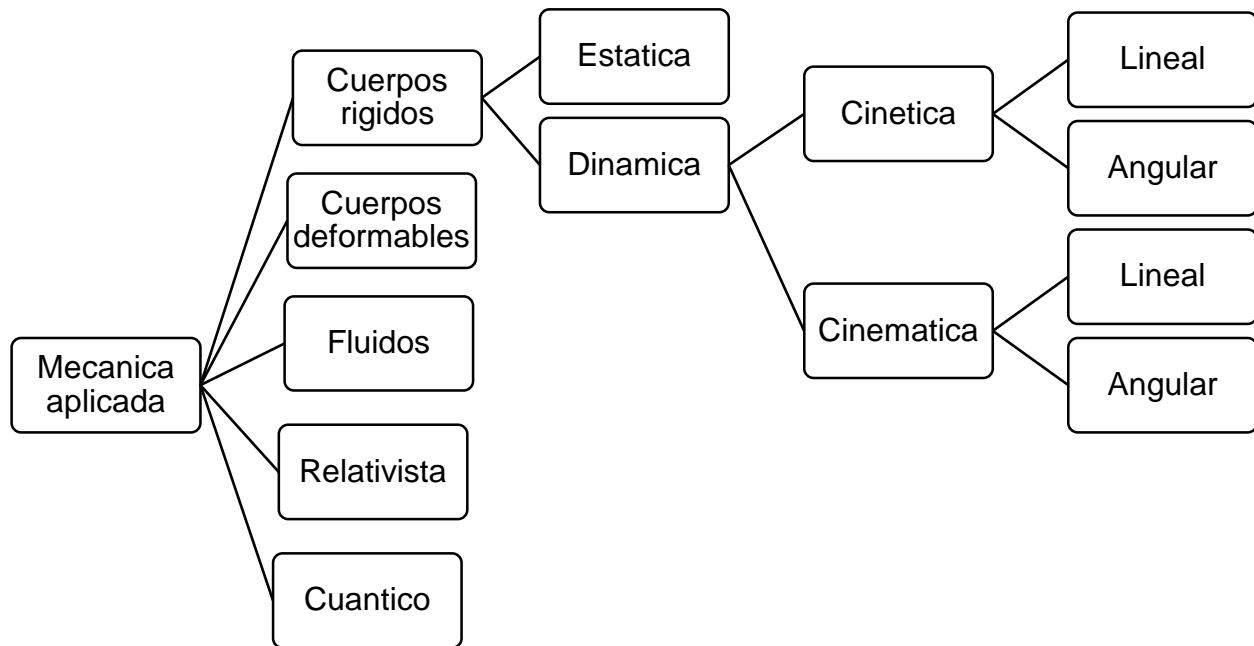 Mecanica
aplicada
Cuerpos
rigidos
Estatica
Dinamica
Cinetica
Lineal
Angular
Cinematica
Lineal
Angular
Cuerpos
deformables
Fluidos
Relativista
Cuantico